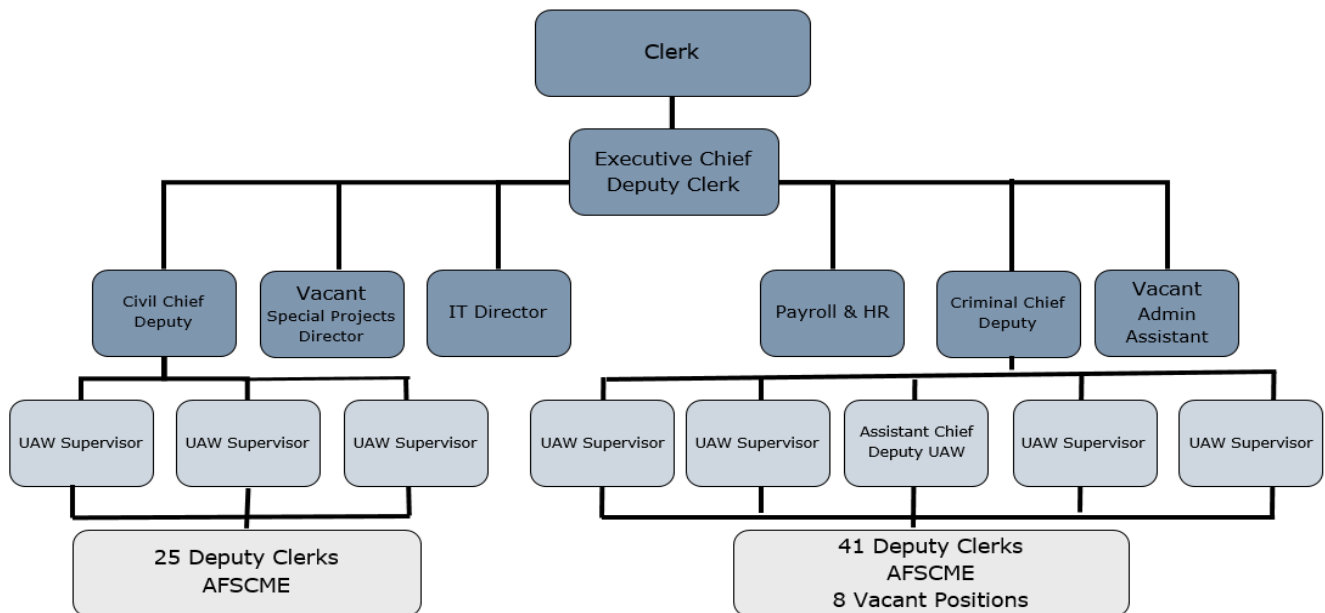 Clerk
Executive Chief
Deputy Clerk
Civil Chief
Deputy
Vacant
Special Projects
Director
IT Director
Payroll & HR
Criminal Chief
Deputy
Vacant
Admin
Assistant
UAW Supervisor
UAW Supervisor
UAW Supervisor
UAW Supervisor
UAW Supervisor
Assistant Chief
Deputy UAW
UAW Supervisor
UAW Supervisor
25 Deputy Clerks
AFSCME
41 Deputy Clerks
AFSCME
8 Vacant Positions